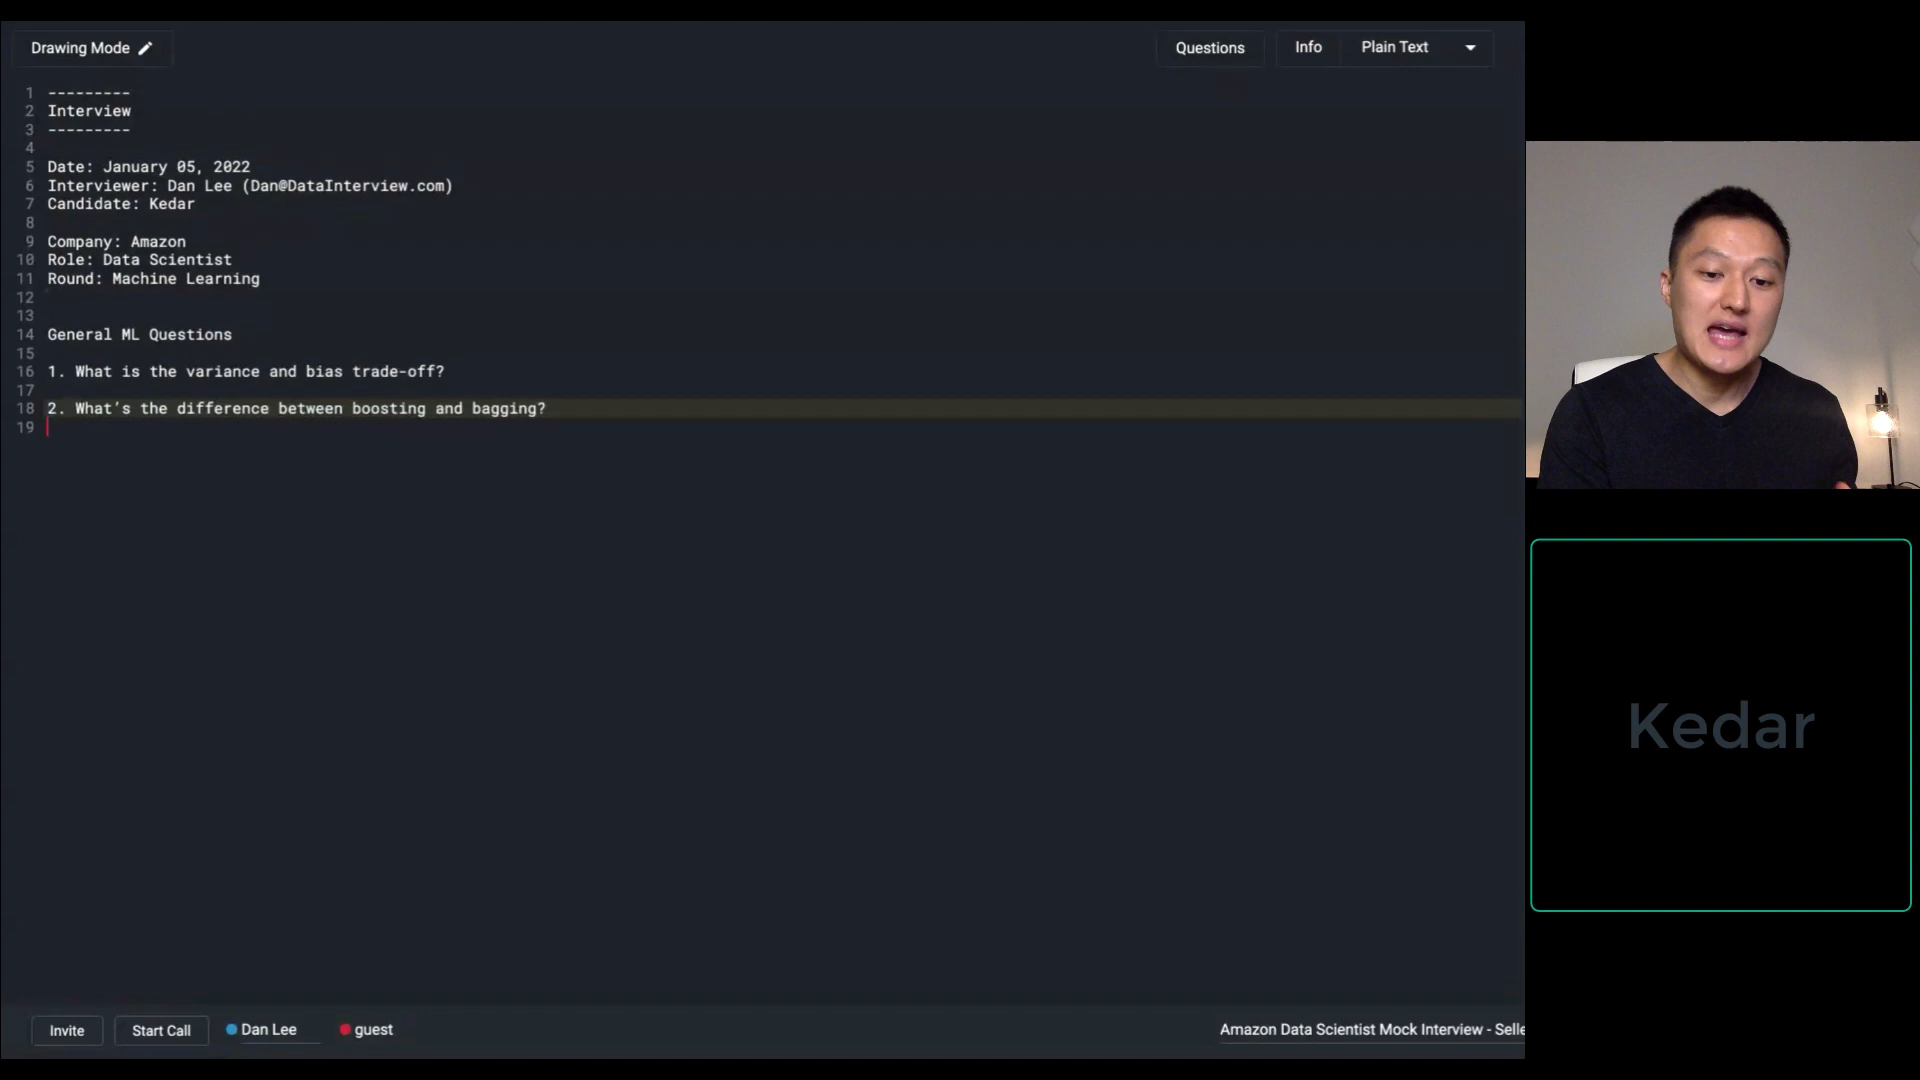 Drawing Mode
Questions
Info
Plain Text
1 ---------
2 Interview
3 ---------
4
5 Date: January 05, 2022
6 Interviewer: Dan Lee (Dan@DataInterview.com)
7 Candidate: Kedar
8
9 Company: Amazon
10 Role: Data Scientist
11 Round: Machine Learning
12
13
14 General ML Questions
15
16 1. What is the variance and bias trade-off?
17
18 2. What's the difference between boosting and bagging?
19
Kedar
Invite
Start Call
Dan Lee
guest
Amazon Data Scientist Mock Interview - Selle